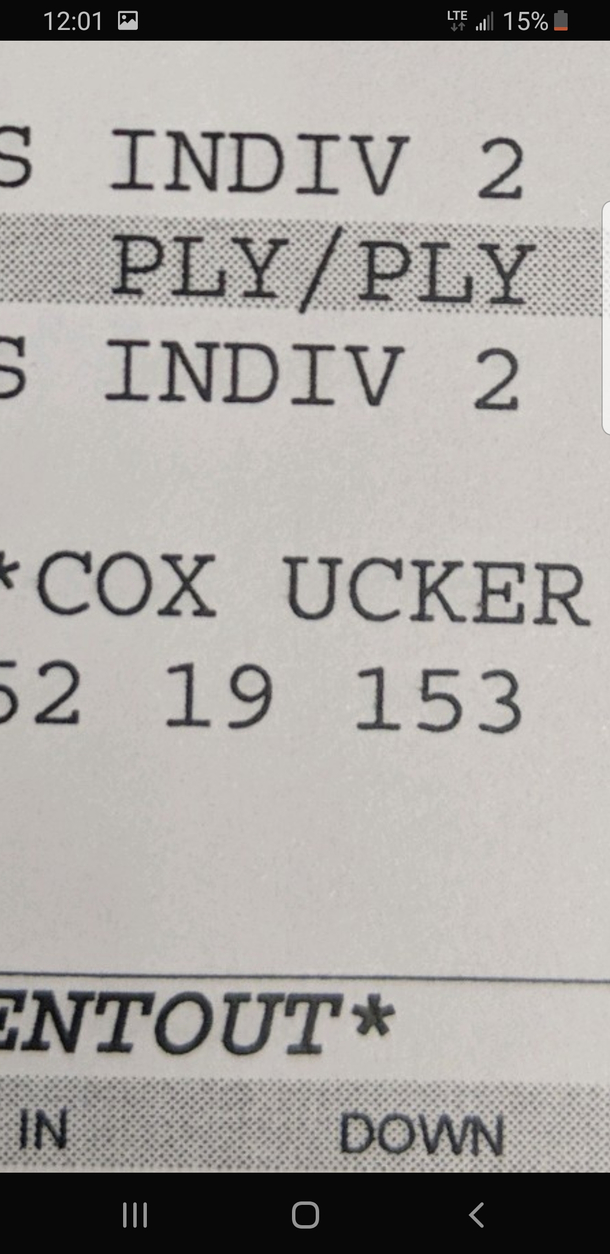 12:01 LTE 15%
S INDIV 2
PLY/PLY
S INDIV 2
*COX UCKER
52 19 153
ENTOUT*
IN DOWN